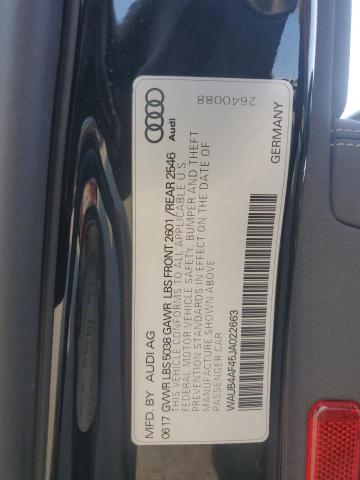 2640088
Audi
GERMANY
MFD. BY AUDI AG
06 17 GVWR LBS 5038 GAWR LBS FRONT 2601 / REAR 2546
THIS VEHICLE CONFORMS TO ALL APPLICABLE U S
FEDERAL MOTOR VEHICLE SAFETY, BUMPER AND THEFT
PREVENTION STANDARDS IN EFFECT ON THE DATE OF
MANUFACTURE SHOWN ABOVE
PASSENGER CAR
WAUB4AF45JA022663